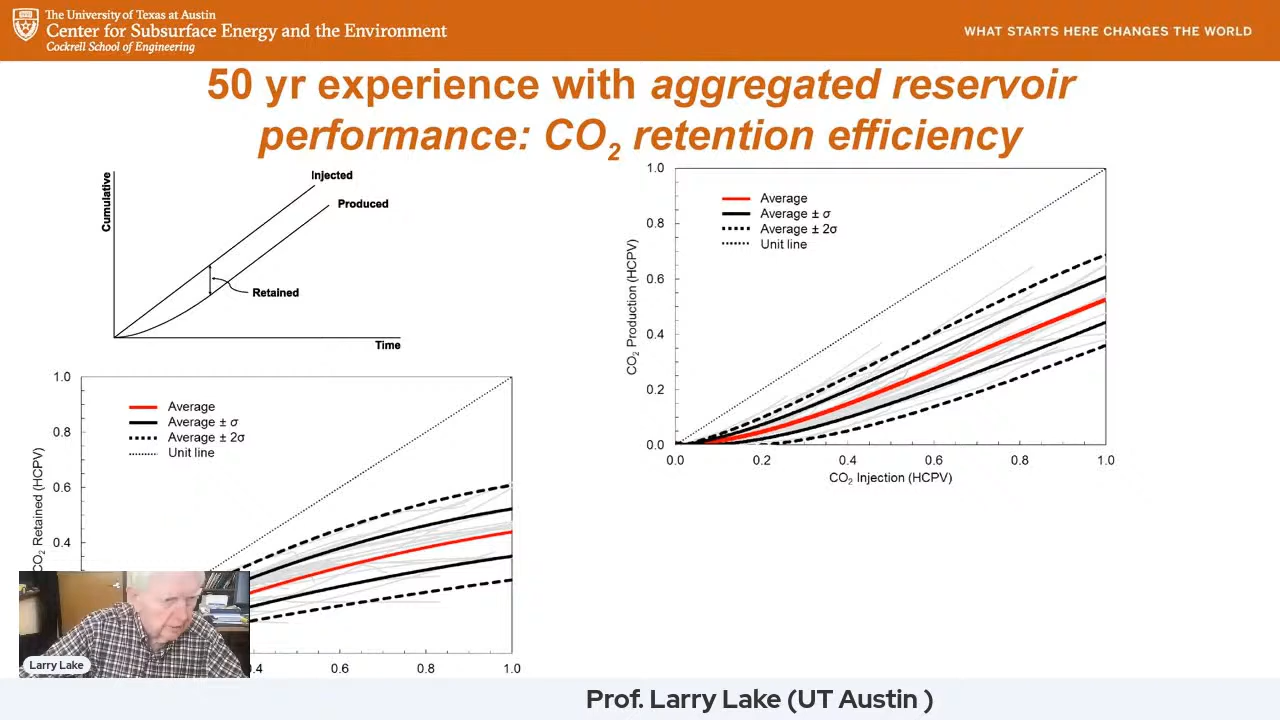 The University of Texas at Austin
Center for Subsurface Energy and the Environment
Cockrell School of Engineering
WHAT STARTS HERE CHANGES THE WORLD
50 yr experience with aggregated reservoir
performance: CO2 retention efficiency
Cumulative
Injected
Produced
Retained
Time
1.0
0.8
0.6
0.4
0.2
0.0
CO2 Production (HCPV)
Average
Average ± σ
Average ± 2σ
Unit line
0.0 0.2 0.4 0.6 0.8 1.0
CO2 Injection (HCPV)
1.0
0.8
0.6
0.4
CO2 Retained (HCPV)
Average
Average ± σ
Average ± 2σ
Unit line
.4 0.6 0.8 1.0
Larry Lake
Prof. Larry Lake (UT Austin )